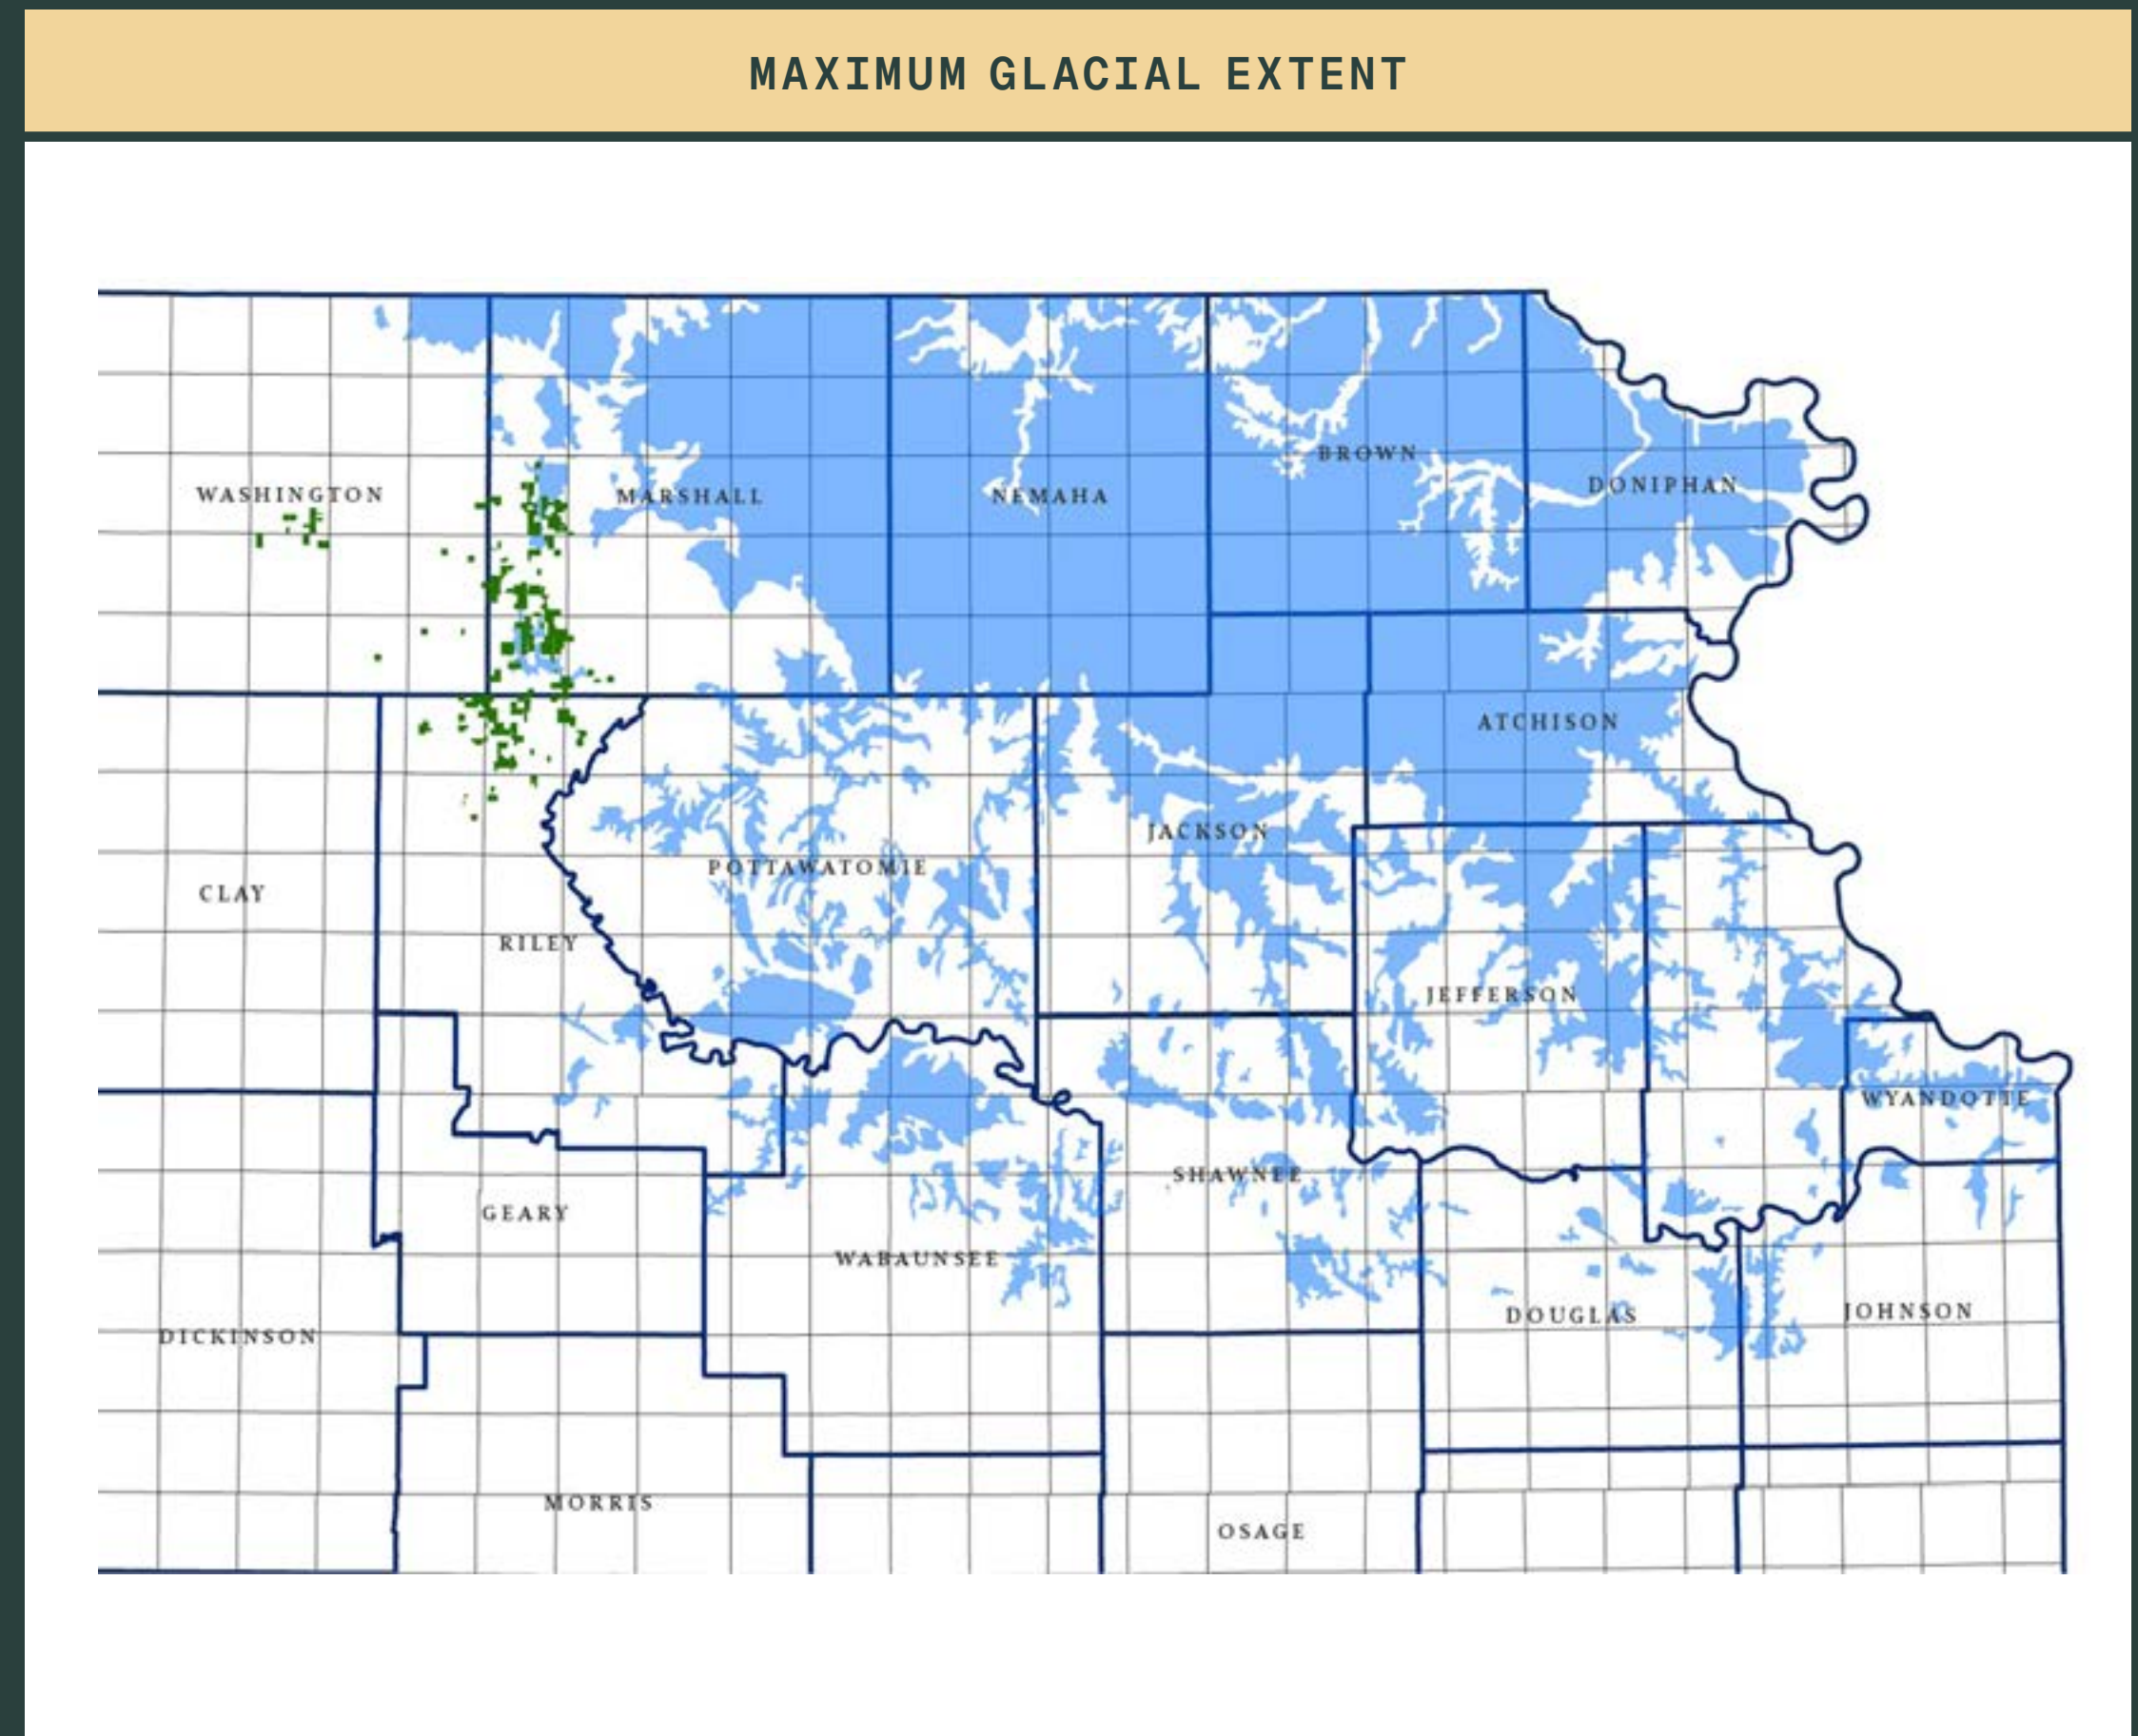 MAXIMUM GLACIAL EXTENT
BROWN
DONIPHAN
WASHINGTON
MARSHALL
NEMAHA
ATCHISON
JACKSON
POTTAWATOMIE
CLAY
RILEY
JEFFERSON
WYANDOTTE
SHAWNEE
GEARY
WABAUNSEE
JOHNSON
DOUGLAS
DICKINSON
MORRIS
OSAGE